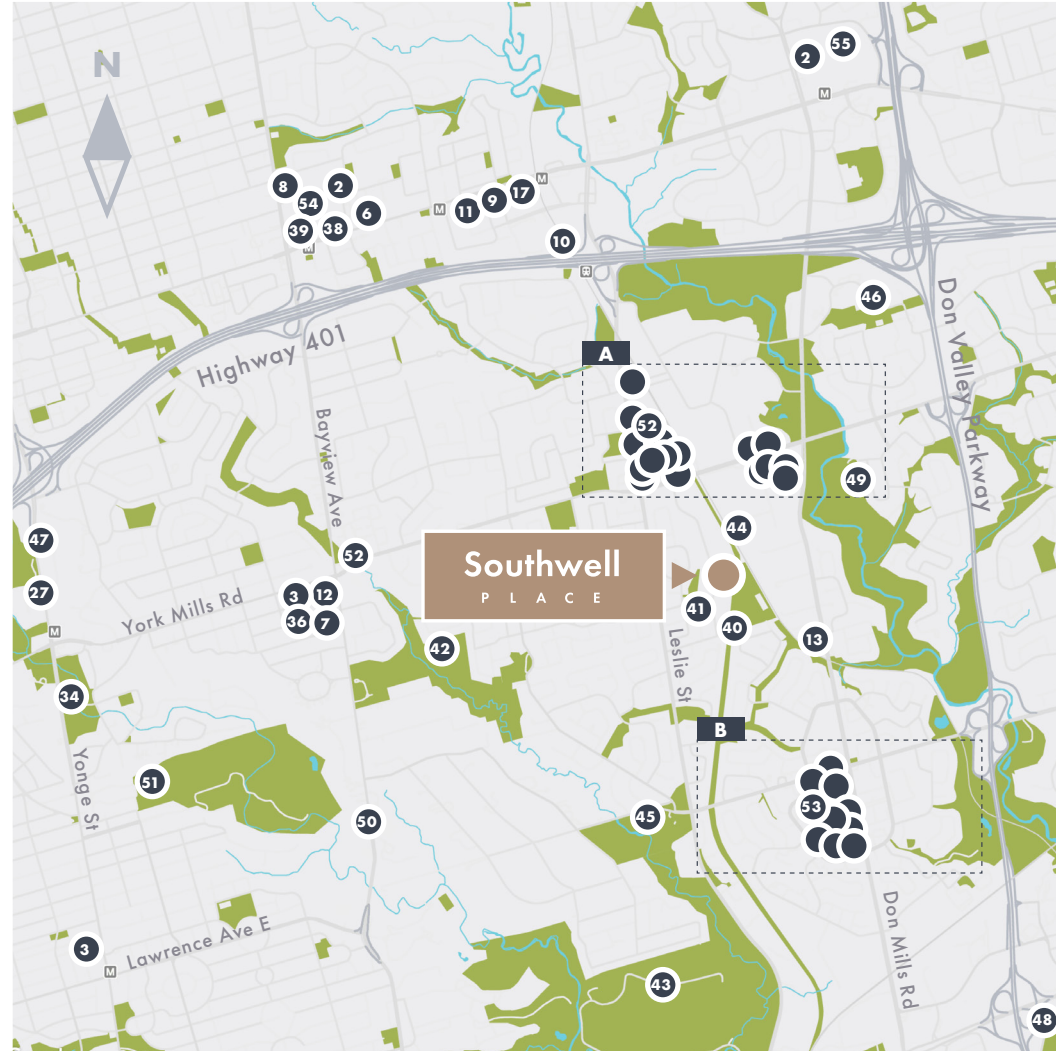 N
2
55
M
8
2
54
6
39
38
M
M
11
9
17
M
10
46
Highway 401
Don Valley Parkway
A
52
49
Bayview Ave
44
47
27
M
52
3
12
36
7
York Mills Rd
Southwell
PLACE
41
40
42
13
Leslie St
34
51
Yonge St
50
B
53
45
3
M
Lawrence Ave E
Don Mills Rd
43
48